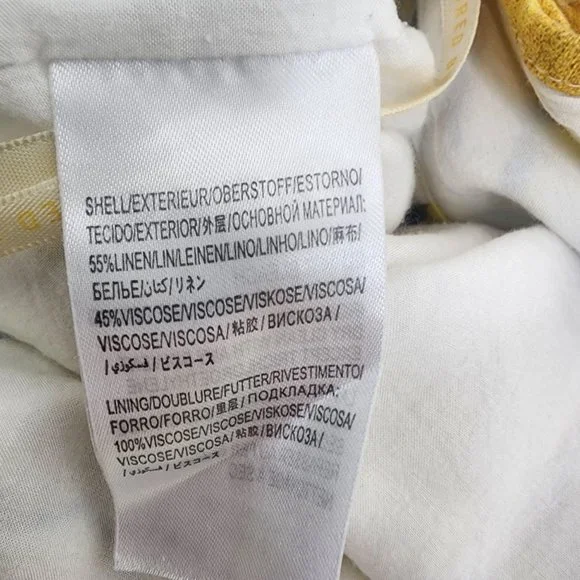 SHELL/EXTERIEUR/OBERSTOFF/ESTORNO/
TECIDO/EXTERIOR/外层/ОСНОВНОЙ МАТЕРИАЛ:
55%LINEN/LIN/LEINEN/LINO/LINHO/LINO/麻布/
БЕЛЬЕ/كتان/リネン
45%VISCOSE/VISCOSE/VISKOSE/VISCOSA/
VISCOSE/VISCOSA/粘胶/ВИСКОЗА/
/فسكوزي/ビスコース
LINING/DOUBLURE/FUTTER/RIVESTIMENTO/
FORRO/FORRO/里层/ПОДКЛАДКА:
100%VISCOSE/VISCOSE/VISKOSE/VISCOSA/
VISCOSE/VISCOSA/粘胶/ВИСКОЗА/
/فسكوزي/ビスコース
RED
RED